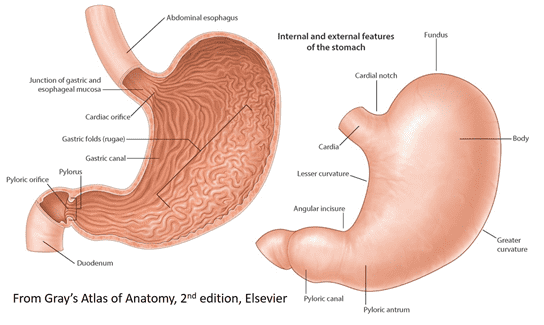 Abdominal esophagus
Junction of gastric and
esophageal mucosa
Cardiac orifice
Gastric folds (rugae)
Gastric canal
Pyloric orifice
Pylorus
Duodenum
Internal and external features
of the stomach
Fundus
Cardial notch
Cardia
Body
Lesser curvature
Angular incisure
Greater
curvature
Pyloric canal
Pyloric antrum
From Gray's Atlas of Anatomy, 2nd edition, Elsevier